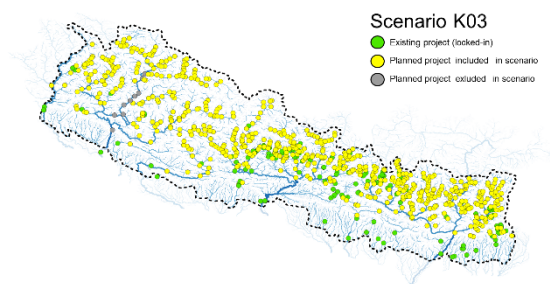 Scenario K03
Existing project (locked-in)
Planned project included in scenario
Planned project exluded in scenario